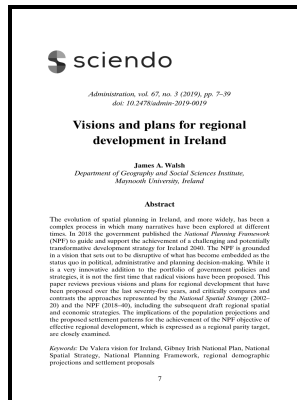 sciendo
Administration, vol. 67, no. 3 (2019), pp. 7–39
doi: 10.2478/admin-2019-0019
Visions and plans for regional
development in Ireland
James A. Walsh
Department of Geography and Social Sciences Institute,
Maynooth University, Ireland
Abstract
The evolution of spatial planning in Ireland, and more widely, has been a
complex process in which many narratives have been explored at different
times. In 2018 the government published the National Planning Framework
(NPF) to guide and support the achievement of a challenging and potentially
transformative development strategy for Ireland 2040. The NPF is grounded
in a vision that sets out to be disruptive of what has become embedded as the
status quo in political, administrative and planning decision-making. While it
is a very innovative addition to the portfolio of government policies and
strategies, it is not the first time that radical visions have been proposed. This
paper reviews previous visions and plans for regional development that have
been proposed over the last seventy-five years, and critically compares and
contrasts the approaches represented by the National Spatial Strategy (2002–
20) and the NPF (2018–40), including the subsequent draft regional spatial
and economic strategies. The implications of the population projections and
the proposed settlement patterns for the achievement of the NPF objective of
effective regional development, which is expressed as a regional parity target,
are closely examined.
Keywords: De Valera vision for Ireland, Gibney Irish National Plan, National
Spatial Strategy, National Planning Framework, regional demographic
projections and settlement proposals
7